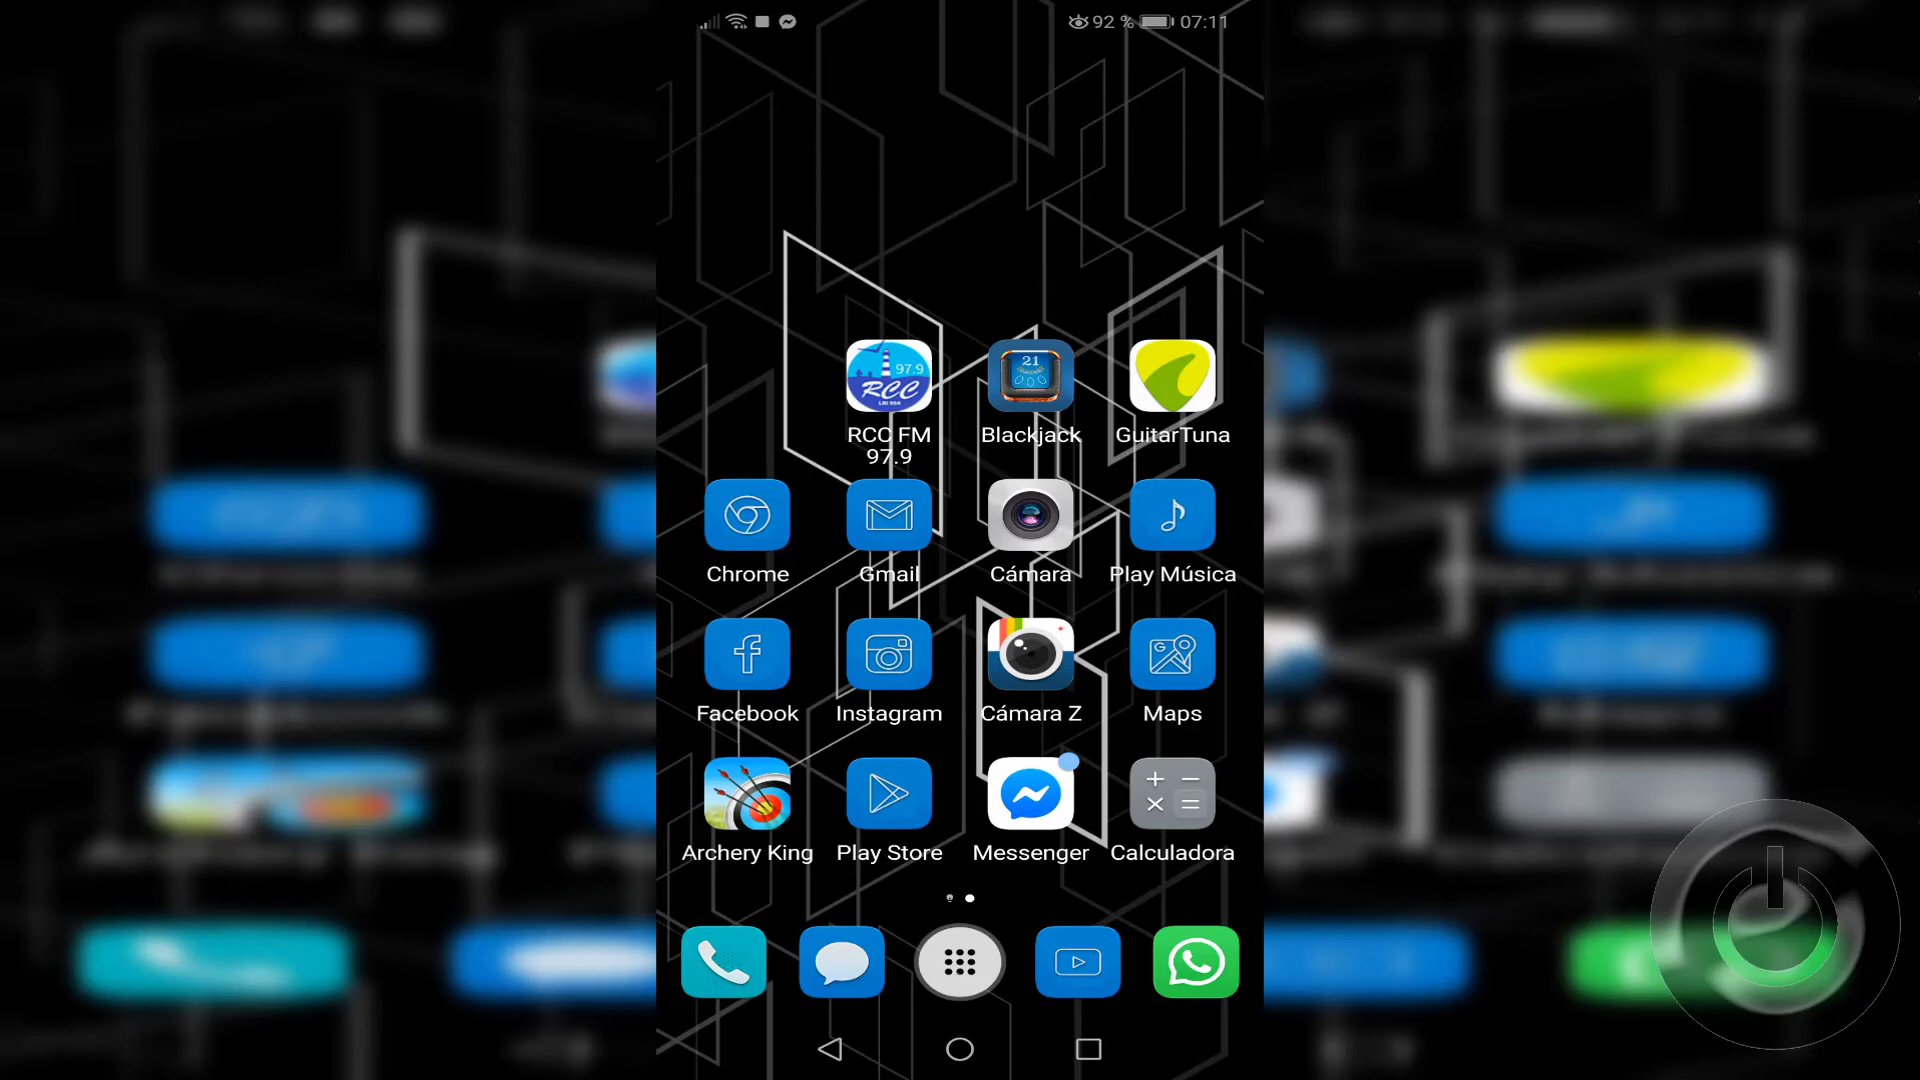 92 % 07:11
97.9
RCC
21
RCC FM
97.9
Blackjack
GuitarTuna
Chrome
Gmail
Cámara
Play Música
G
Facebook
Instagram
Cámara Z
Maps
Archery King
Play Store
Messenger
Calculadora